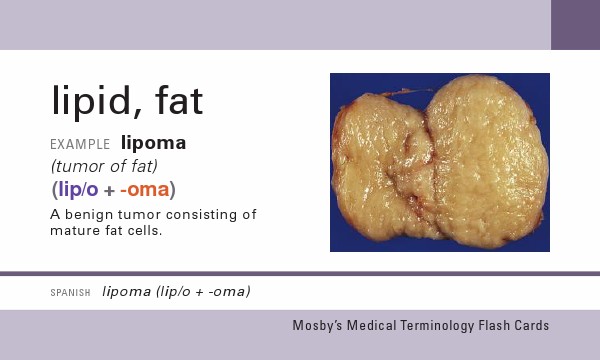 lipid, fat
EXAMPLE lipoma
(tumor of fat)
(lip/o + -oma)
A benign tumor consisting of
mature fat cells.
SPANISH lipoma (lip/o + -oma)
Mosby's Medical Terminology Flash Cards